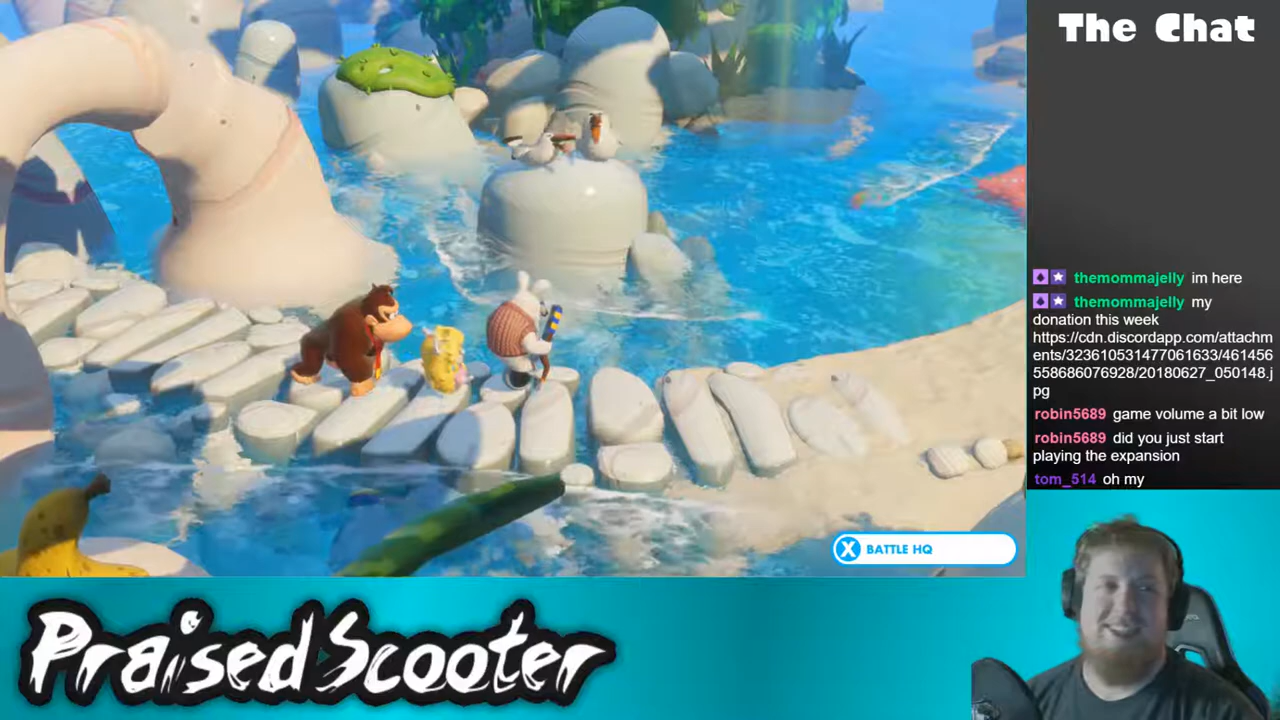 The Chat
themommajelly im here
themommajelly my
donation this week
https://cdn.discordapp.com/attachm
ents/323610531477061633/461456
558686076928/20180627_050148.j
pg
robin5689 game volume a bit low
robin5689 did you just start
playing the expansion
tom_514 oh my
X BATTLE HQ
PraisedScooter